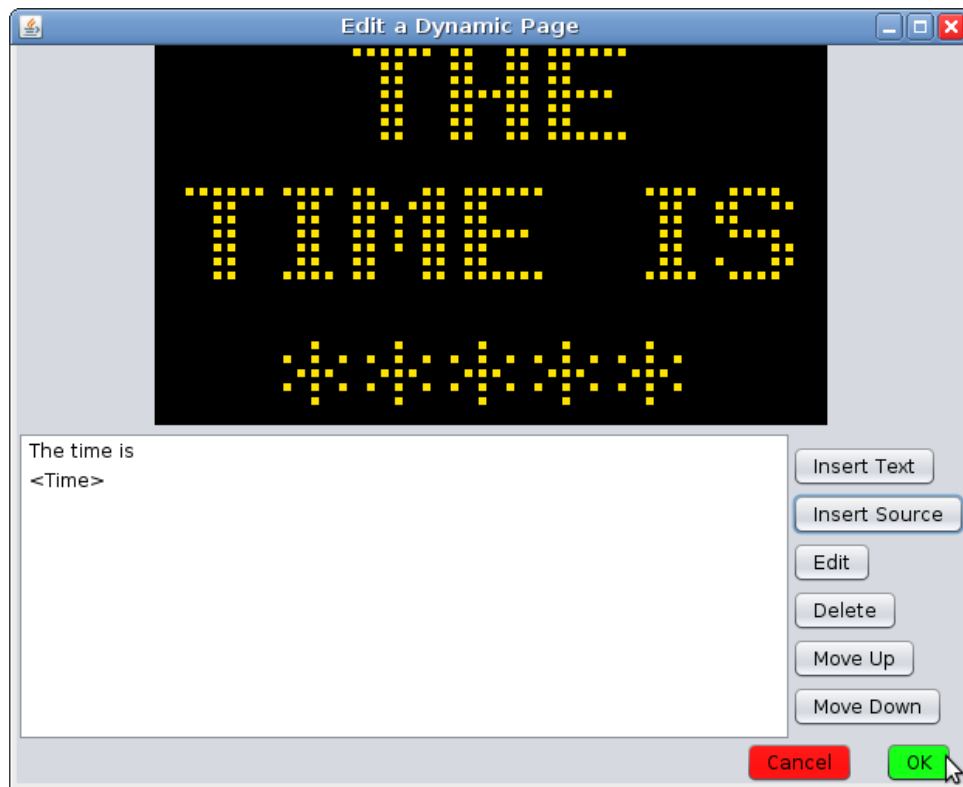 Edit a Dynamic Page
THE
TIME IS
*****
The time is
<Time>
Insert Text
Insert Source
Edit
Delete
Move Up
Move Down
Cancel
OK